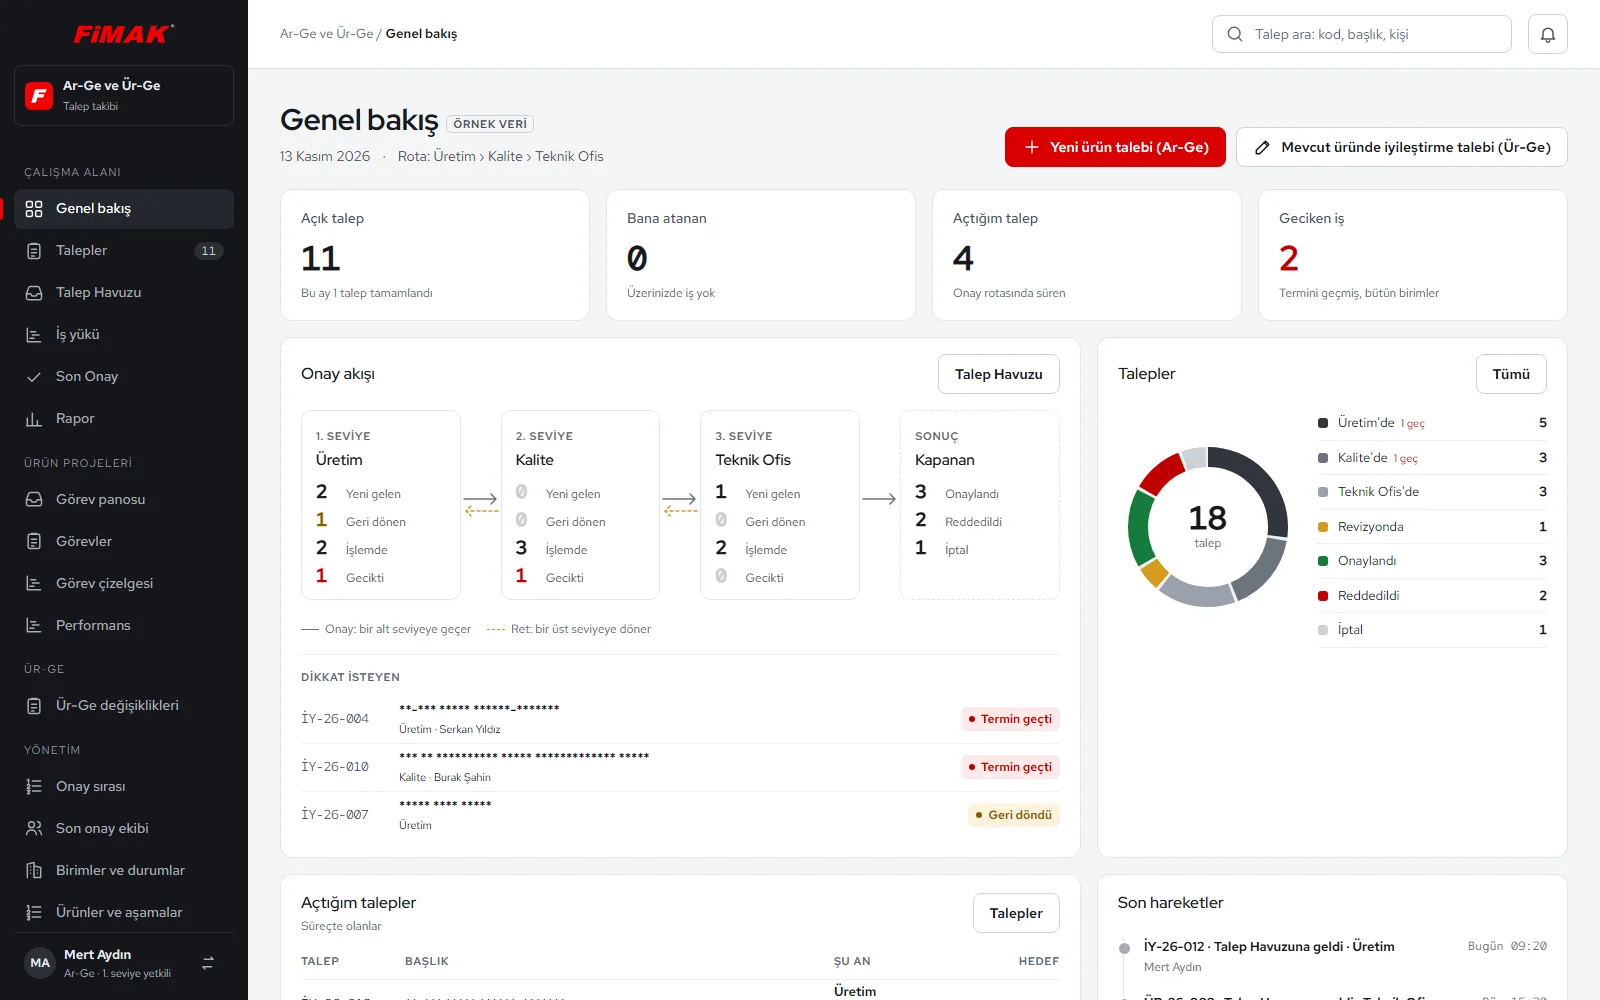 FiMAK
Ar-Ge ve Ür-Ge
Talep takibi
ÇALIŞMA ALANI
Genel bakış
Talepler 11
Talep Havuzu
İş yükü
Son Onay
Rapor
ÜRÜN PROJELERİ
Görev panosu
Görevler
Görev çizelgesi
Performans
ÜR-GE
Ür-Ge değişiklikleri
YÖNETİM
Onay sırası
Son onay ekibi
Birimler ve durumlar
Ürünler ve aşamalar
MA
Mert Aydın
Ar-Ge · 1. seviye yetkili
Ar-Ge ve Ür-Ge / Genel bakış
Talep ara: kod, başlık, kişi
Genel bakış ÖRNEK VERİ
13 Kasım 2026 · Rota: Üretim › Kalite › Teknik Ofis
Yeni ürün talebi (Ar-Ge)
Mevcut üründe iyileştirme talebi (Ür-Ge)
Açık talep
11
Bu ay 1 talep tamamlandı
Bana atanan
0
Üzerinizde iş yok
Açtığım talep
4
Onay rotasında süren
Geciken iş
2
Termini geçmiş, bütün birimler
Onay akışı
Talep Havuzu
1. SEVİYE
Üretim
2 Yeni gelen
1 Geri dönen
2 İşlemde
1 Gecikti
2. SEVİYE
Kalite
0 Yeni gelen
0 Geri dönen
3 İşlemde
1 Gecikti
3. SEVİYE
Teknik Ofis
1 Yeni gelen
0 Geri dönen
2 İşlemde
0 Gecikti
SONUÇ
Kapanan
3 Onaylandı
2 Reddedildi
1 İptal
Onay: bir alt seviyeye geçer
Ret: bir üst seviyeye döner
DİKKAT İSTEYEN
İY-26-004
**-*** ***** ******-*******
Üretim · Serkan Yıldız
Termin geçti
İY-26-010
*** ** ********** ***** ************* *****
Kalite · Burak Şahin
Termin geçti
İY-26-007
***** **** *****
Üretim
Geri döndü
Talepler
Tümü
18
talep
Üretim'de 1 geç 5
Kalite'de 1 geç 3
Teknik Ofis'de 3
Revizyonda 1
Onaylandı 3
Reddedildi 2
İptal 1
Açtığım talepler
Süreçte olanlar
Talepler
TALEP BAŞLIK ŞU AN HEDEF
Üretim
Son hareketler
İY-26-012 · Talep Havuzuna geldi · Üretim
Bugün 09:20
Mert Aydın